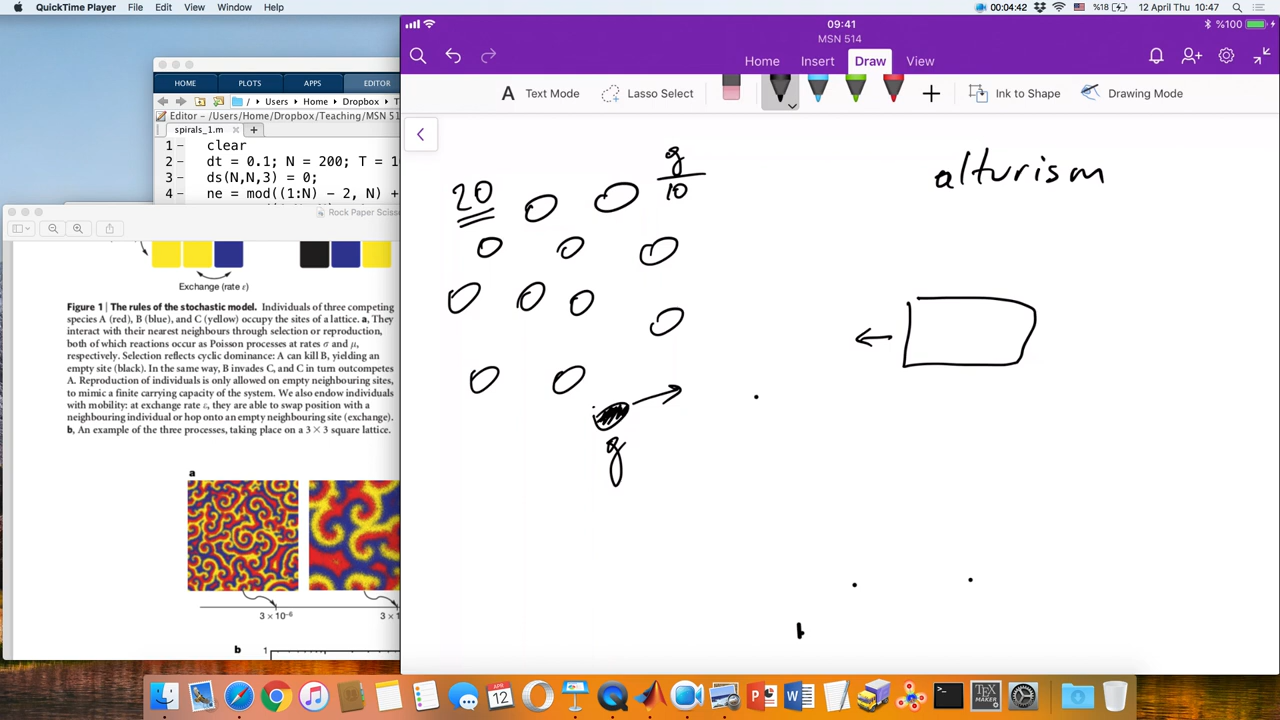 QuickTime Player File Edit View Window Help
00:04:42 %18 12 April Thu 10:47
HOME PLOTS APPS EDITOR
/ Users Home Dropbox T
Editor - /Users/Home/Dropbox/Teaching/MSN 51
spirals_1.m
1 - clear
2 - dt = 0.1; N = 200; T = 1
3 - ds(N,N,3) = 0;
4 - ne = mod((1:N) - 2, N) +
Rock Paper Sciss
Exchange (rate ε)
Figure 1 | The rules of the stochastic model. Individuals of three competing
species A (red), B (blue), and C (yellow) occupy the sites of a lattice. a, They
interact with their nearest neighbours through selection or reproduction,
both of which reactions occur as Poisson processes at rates σ and μ,
respectively. Selection reflects cyclic dominance: A can kill B, yielding an
empty site (black). In the same way, B invades C, and C in turn outcompetes
A. Reproduction of individuals is only allowed on empty neighbouring sites,
to mimic a finite carrying capacity of the system. We also endow individuals
with mobility: at exchange rate ε, they are able to swap position with a
neighbouring individual or hop onto an empty neighbouring site (exchange).
b, An example of the three processes, taking place on a 3 × 3 square lattice.
a
3 × 10⁻⁶ 3 ×
b 1
09:41
%100
MSN 514
Home Insert Draw View
A Text Mode Lasso Select Ink to Shape Drawing Mode
g
20 10
alturism
g